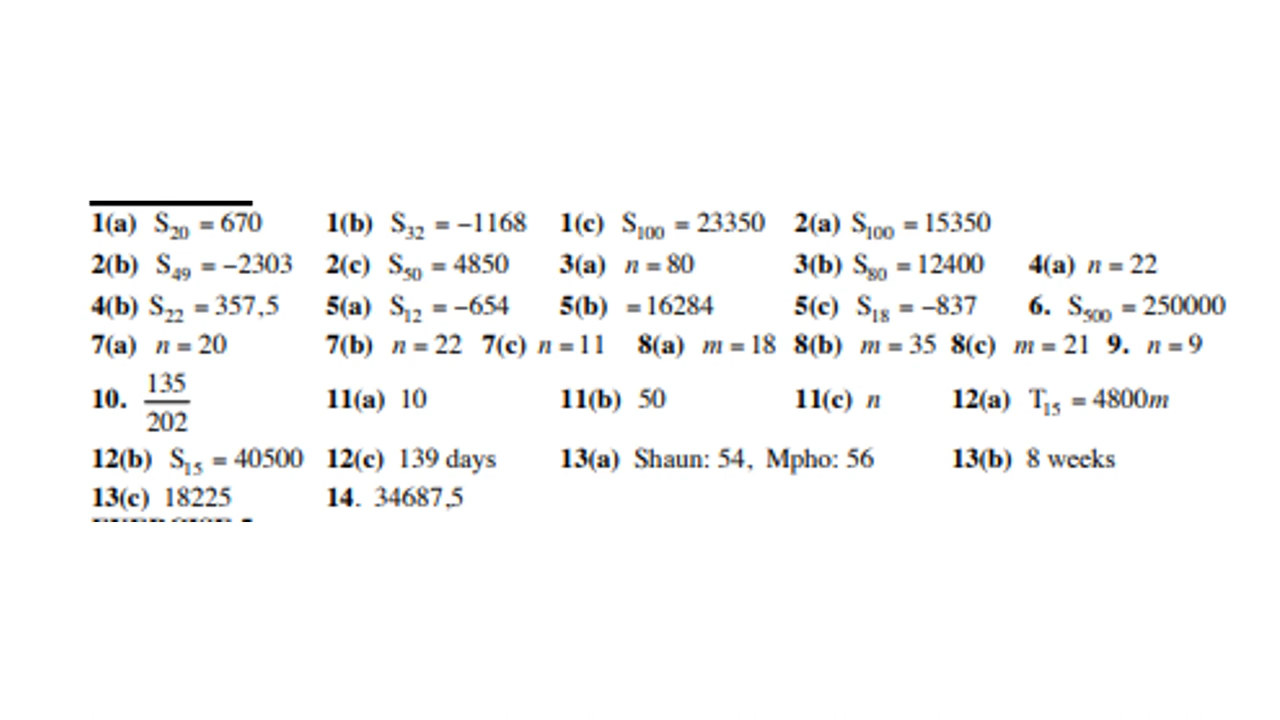 1(a) S₂₀ = 670 1(b) S₃₂ = –1168 1(c) S₁₀₀ = 23350 2(a) S₁₀₀ = 15350
2(b) S₄₉ = –2303 2(c) S₅₀ = 4850 3(a) n = 80 3(b) S₈₀ = 12400 4(a) n = 22
4(b) S₂₂ = 357,5 5(a) S₁₂ = –654 5(b) = 16284 5(c) S₁₈ = –837 6. S₅₀₀ = 250000
7(a) n = 20 7(b) n = 22 7(c) n = 11 8(a) m = 18 8(b) m = 35 8(c) m = 21 9. n = 9
10. 135/202 11(a) 10 11(b) 50 11(c) n 12(a) T₁₅ = 4800m
12(b) S₁₅ = 40500 12(c) 139 days 13(a) Shaun: 54, Mpho: 56 13(b) 8 weeks
13(c) 18225 14. 34687,5